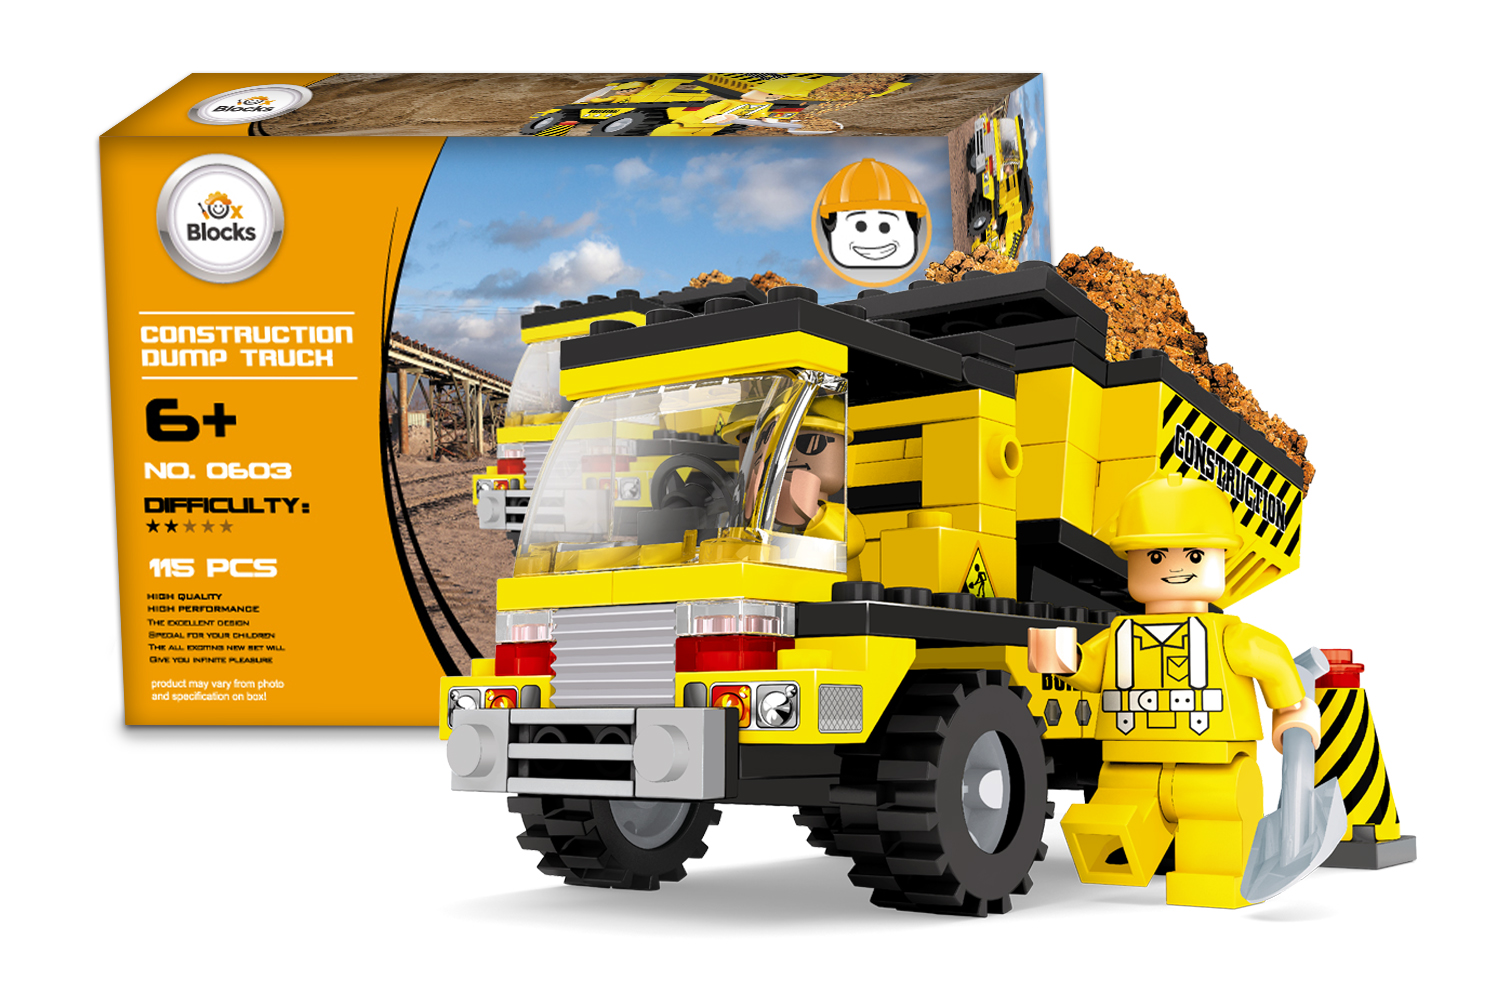 Blocks
Blocks
CONSTRUCTION
DUMP TRUCK
6+
NO. 0603
DIFFICULTY:
115 PCS
HIGH QUALITY
HIGH PERFORMANCE
THE EXCELLENT DESIGN
SPECIAL FOR YOUR CHILDREN
THE ALL EXCITING NEW SET WILL
GIVE YOU INFINITE PLEASURE
product may vary from photo
and specification on box!
CONSTRUCTION